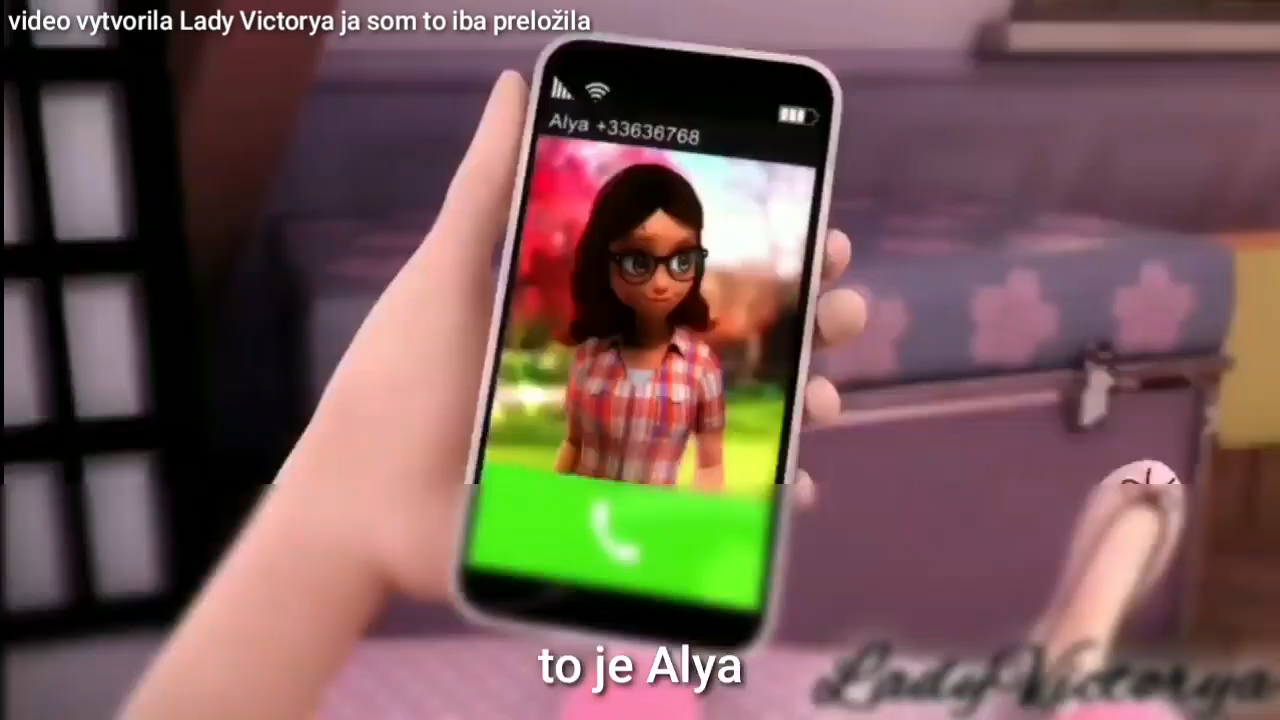 video vytvorila Lady Victorya ja som to iba preložila
Alya +33636768
to je Alya
LadyVictorya